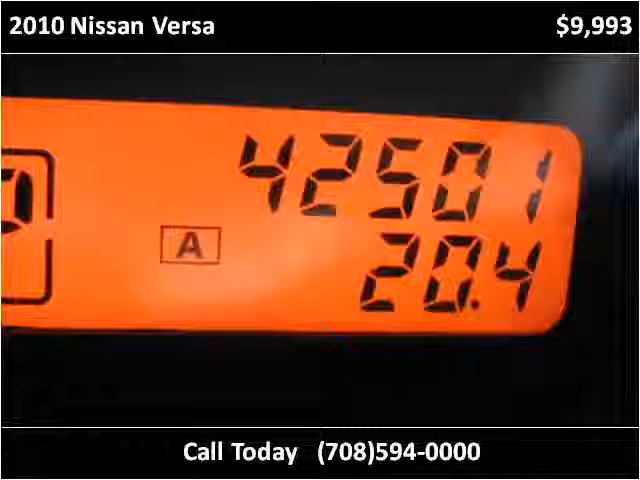 2010 Nissan Versa $9,993
42501
A
20.4
Call Today (708)594-0000